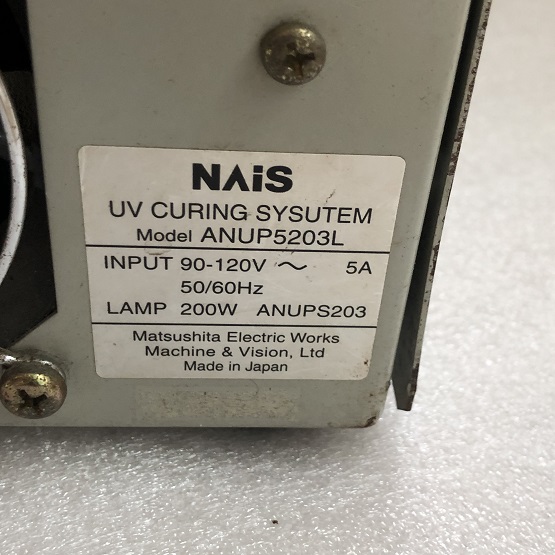 NAiS
UV CURING SYSUTEM
Model ANUP5203L
INPUT 90-120V ～ 5A
50/60Hz
LAMP 200W ANUPS203
Matsushita Electric Works
Machine & Vision, Ltd
Made in Japan